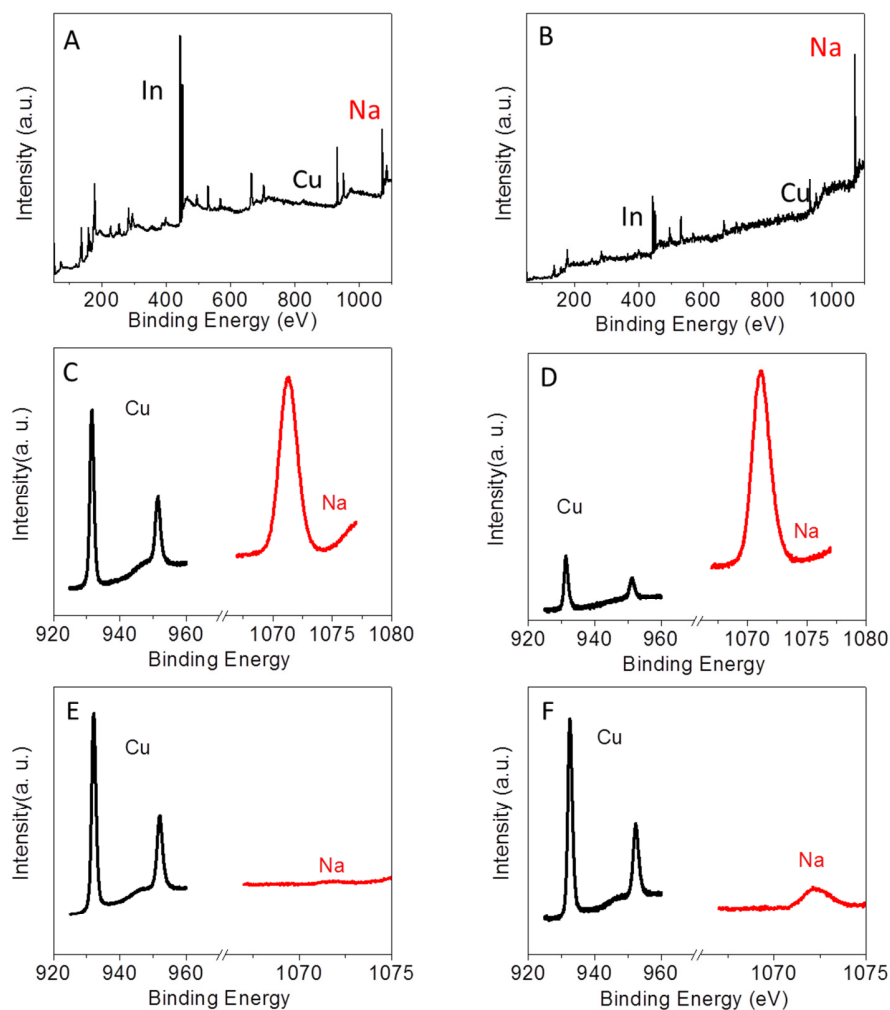 A
In
Cu
Na
Intensity (a.u.)
200 400 600 800 1000
Binding Energy (eV)
B
In
Cu
Na
Intensity (a.u.)
200 400 600 800 1000
Binding Energy (eV)
C
Cu
Na
Intensity(a. u.)
920 940 960 1070 1075 1080
Binding Energy
D
Cu
Na
Intensity(a. u.)
920 940 960 1070 1075 1080
Binding Energy
E
Cu
Na
Intensity(a. u.)
920 940 960 1070 1075
Binding Energy
F
Cu
Na
Intensity (a.u.)
920 940 960 1070 1075
Binding Energy (eV)